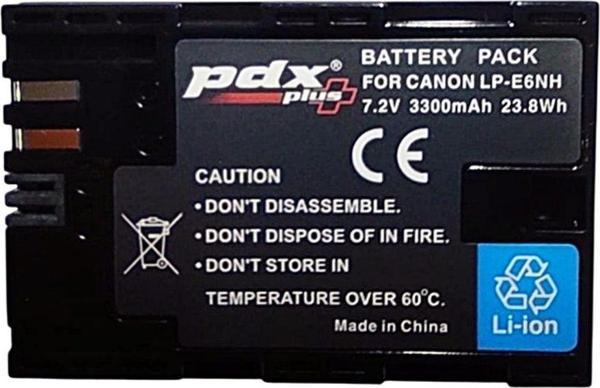 pdx®
plus
BATTERY PACK
FOR CANON LP-E6NH
7.2V 3300mAh 23.8Wh
CE
CAUTION
•DON'T DISASSEMBLE.
•DON'T DISPOSE OF IN FIRE.
•DON'T STORE IN
TEMPERATURE OVER 60°C.
Made in China
Li-ion